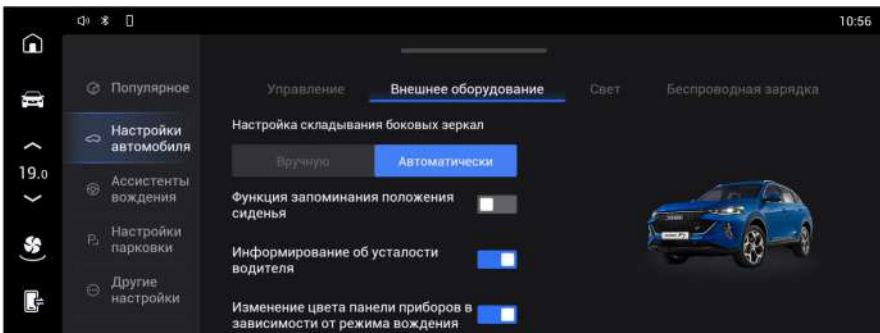 10:56
Популярное
Управление
Внешнее оборудование
Свет
Беспроводная зарядка
Настройки
автомобиля
Настройка складывания боковых зеркал
Вручную
Автоматически
19.0
Ассистенты
вождения
Функция запоминания положения
сиденья
Настройки
парковки
Информирование об усталости
водителя
Другие
настройки
Изменение цвета панели приборов в
зависимости от режима вождения